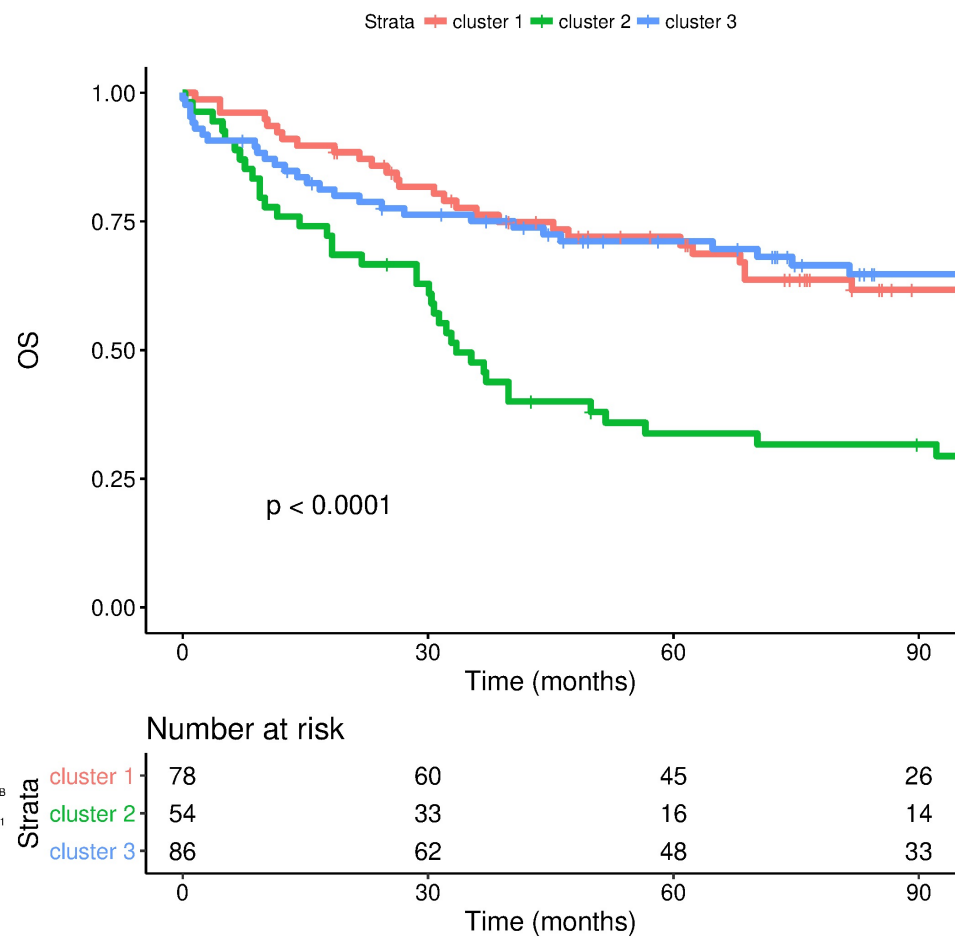 Strata cluster 1 cluster 2 cluster 3
1.00
0.75
0.50
0.25
0.00
OS
p < 0.0001
0 30 60 90
Time (months)
Number at risk
Strata
cluster 1 78 60 45 26
cluster 2 54 33 16 14
cluster 3 86 62 48 33
B
1
0 30 60 90
Time (months)